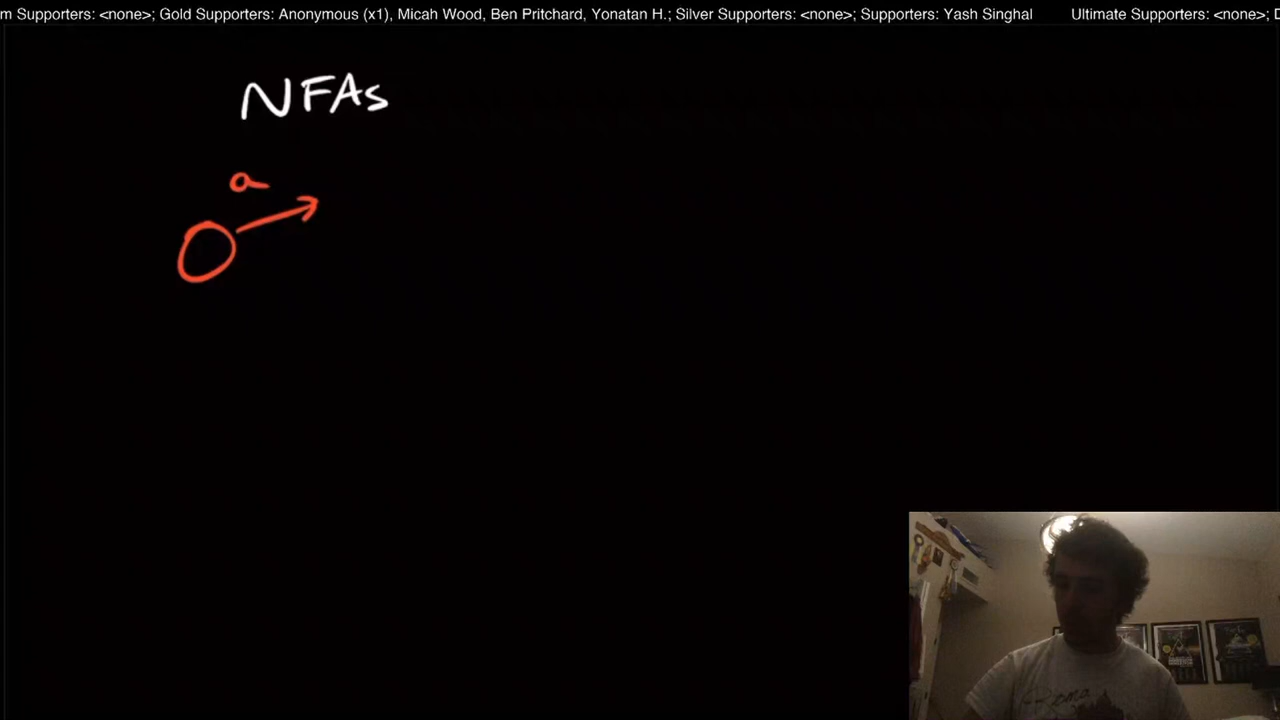 m Supporters: <none>; Gold Supporters: Anonymous (x1), Micah Wood, Ben Pritchard, Yonatan H.; Silver Supporters: <none>; Supporters: Yash Singhal Ultimate Supporters: <none>; D
NFAs
a